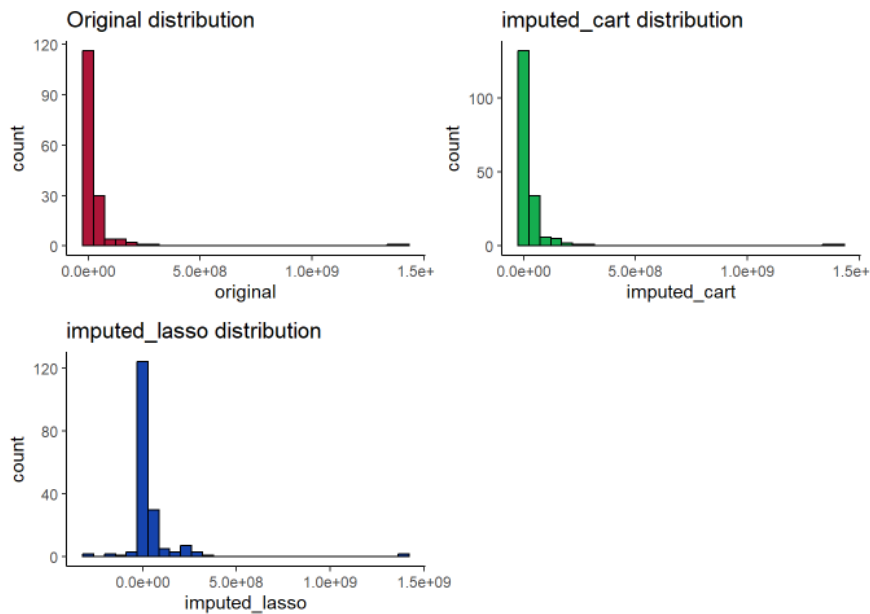 Original distribution
120
90
60
30
0
count
0.0e+00 5.0e+08 1.0e+09 1.5e+
original
imputed_cart distribution
100
50
0
count
0.0e+00 5.0e+08 1.0e+09 1.5e+
imputed_cart
imputed_lasso distribution
120
80
40
0
count
0.0e+00 5.0e+08 1.0e+09 1.5e+09
imputed_lasso